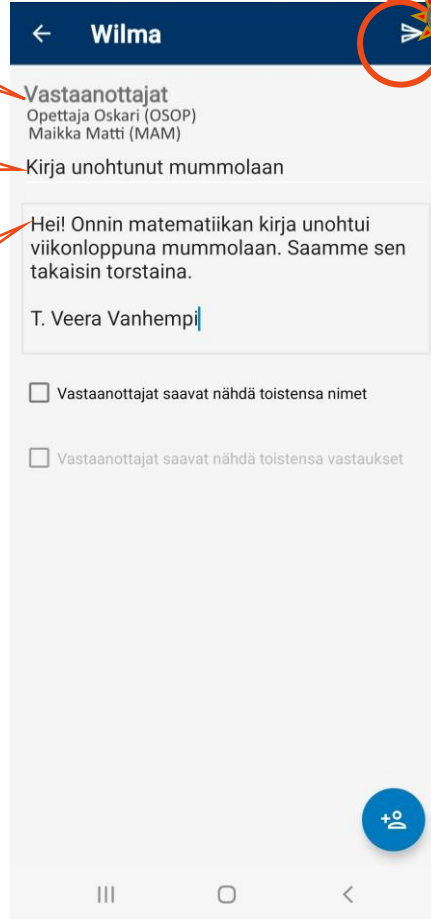 Wilma
Vastaanottajat
Opettaja Oskari (OSOP)
Maikka Matti (MAM)
Kirja unohtunut mummolaan
Hei! Onnin matematiikan kirja unohtui
viikonloppuna mummolaan. Saamme sen
takaisin torstaina.
T. Veera Vanhempi
Vastaanottajat saavat nähdä toistensa nimet
Vastaanottajat saavat nähdä toistensa vastaukset